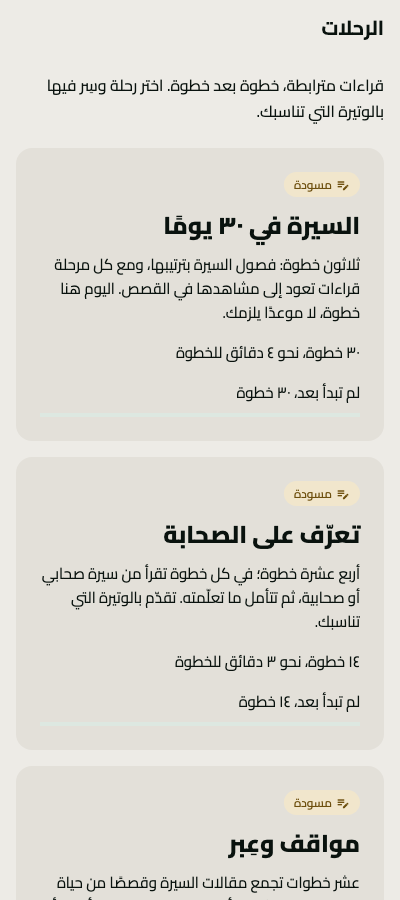 الرحلات
قراءات مترابطة، خطوة بعد خطوة. اختر رحلة وسِر فيها
بالوتيرة التي تناسبك.
مسودة
السيرة في ٣٠ يومًا
ثلاثون خطوة: فصول السيرة بترتيبها، ومع كل مرحلة
قراءات تعود إلى مشاهدها في القصص. اليوم هنا
خطوة، لا موعدًا يلزمك.
٣٠ خطوة، نحو ٤ دقائق للخطوة
لم تبدأ بعد، ٣٠ خطوة
مسودة
تعرّف على الصحابة
أربع عشرة خطوة؛ في كل خطوة تقرأ من سيرة صحابي
أو صحابية، ثم تتأمل ما تعلّمته. تقدّم بالوتيرة التي
تناسبك.
١٤ خطوة، نحو ٣ دقائق للخطوة
لم تبدأ بعد، ١٤ خطوة
مسودة
مواقف وعِبر
عشر خطوات تجمع مقالات السيرة وقصصًا من حياة